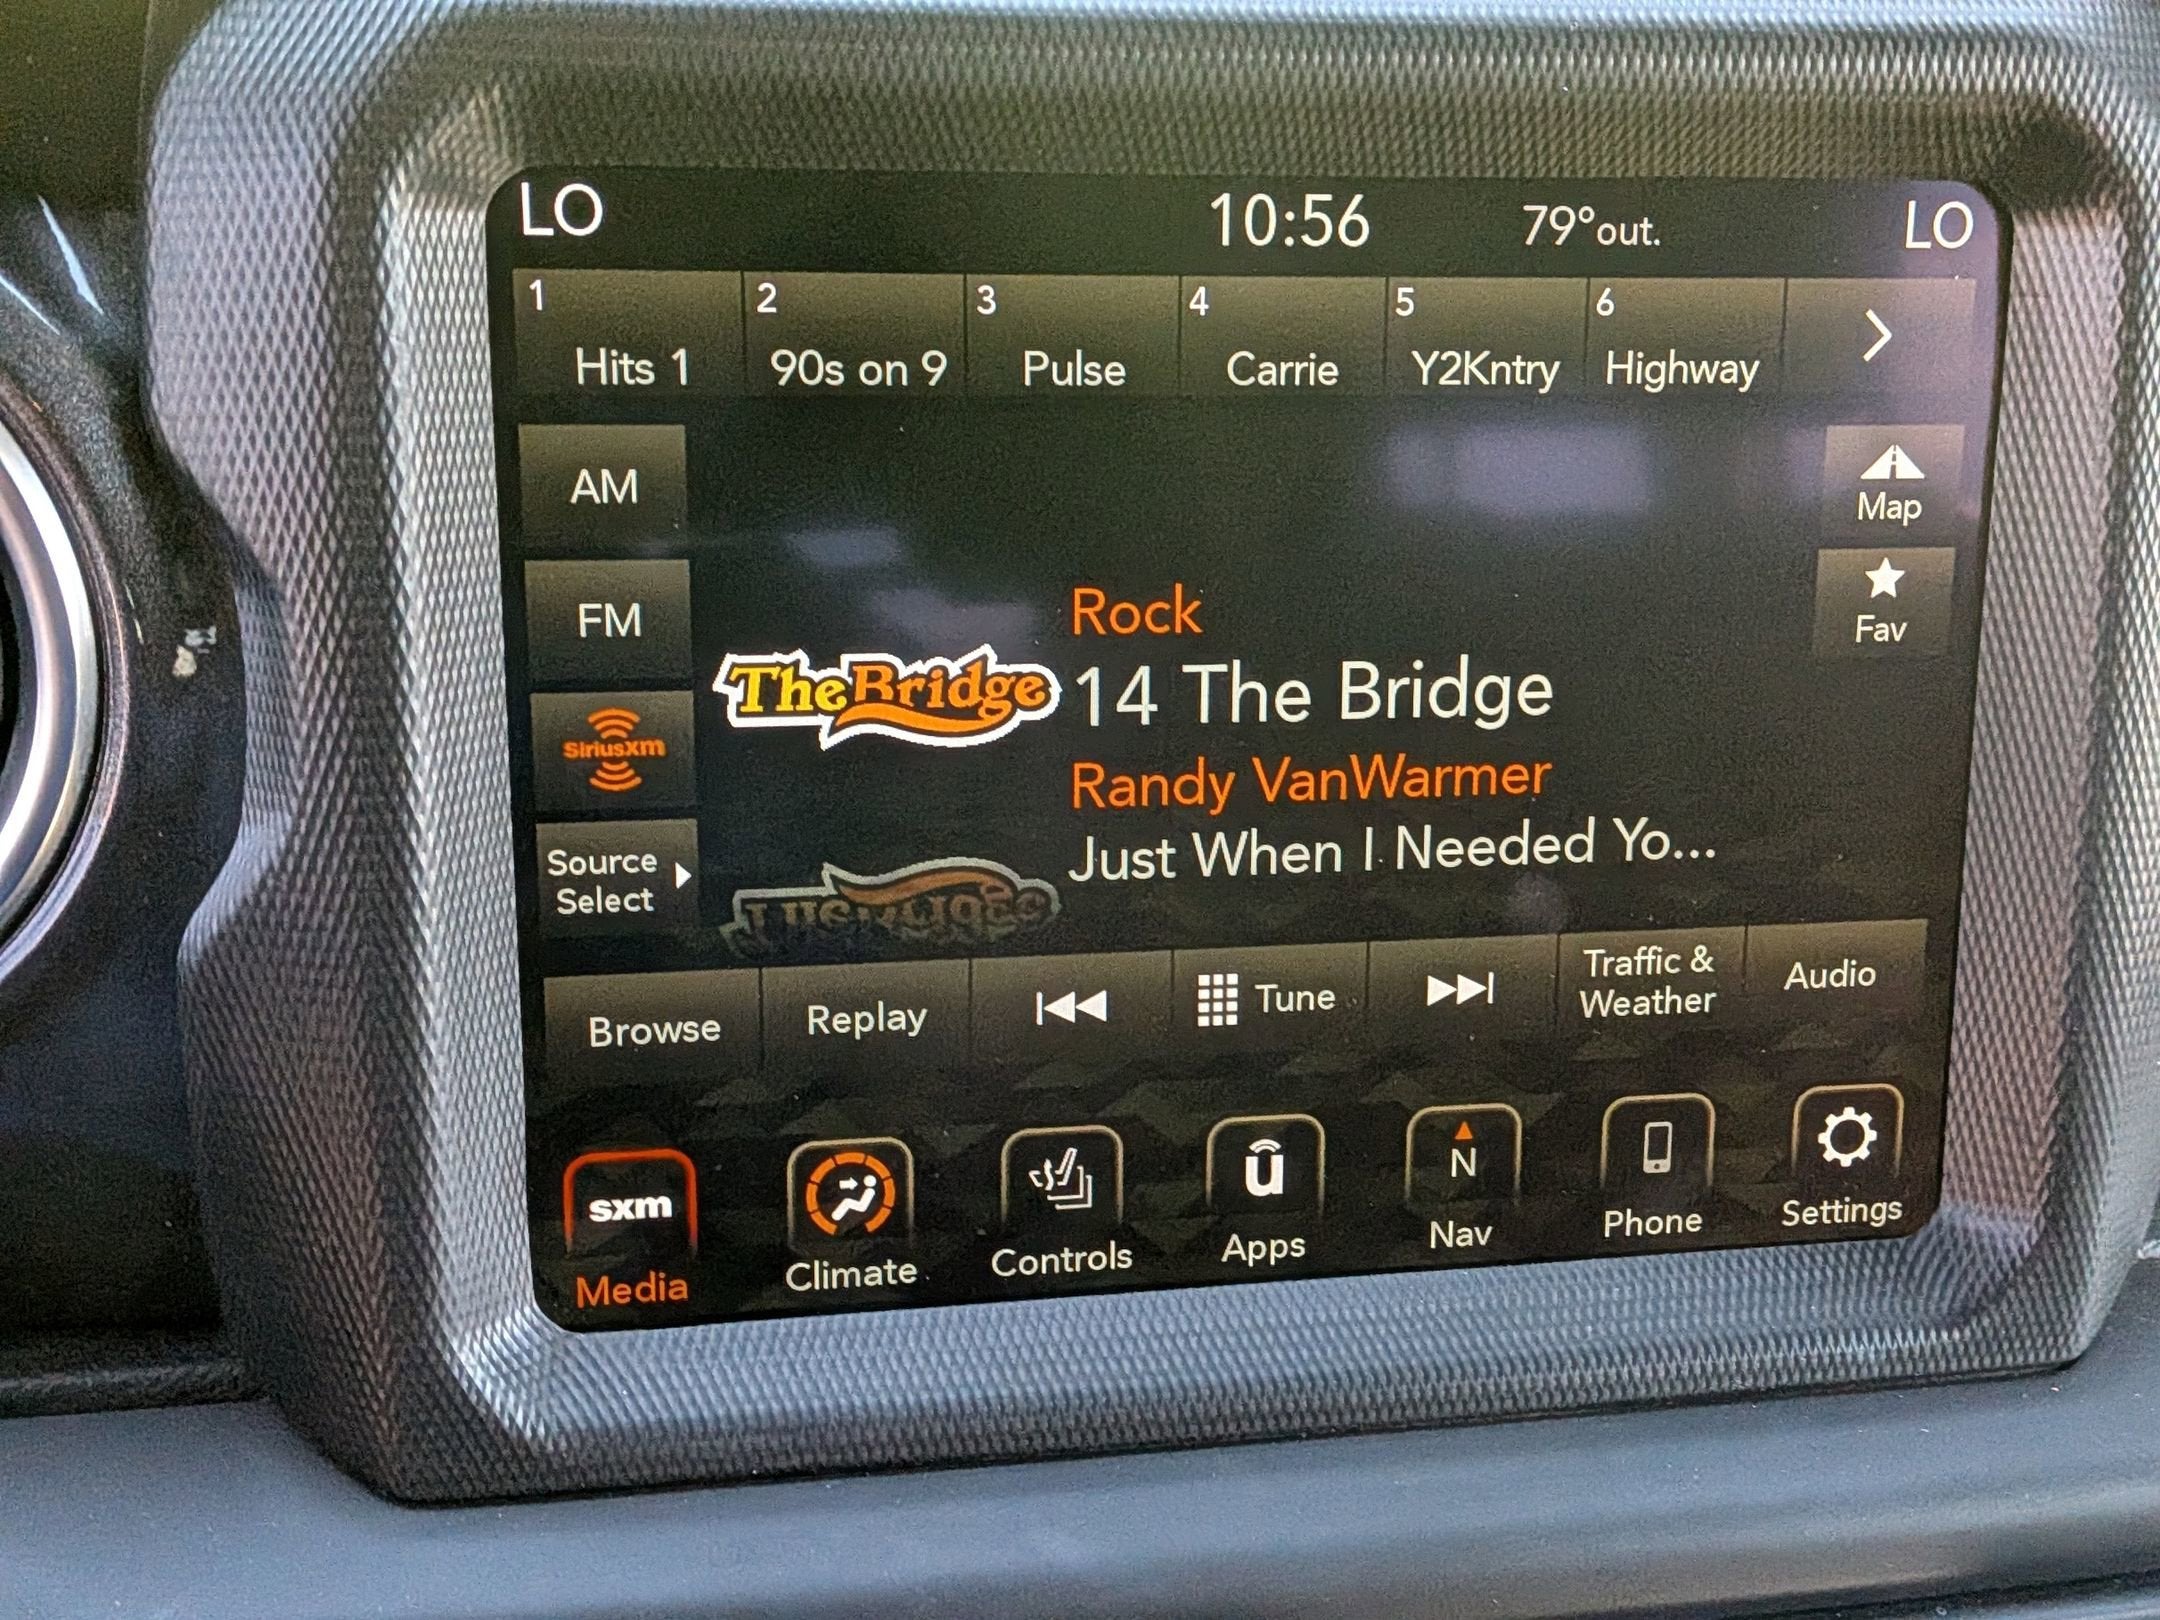 LO 10:56 79°out. LO
1 2 3 4 5 6
Hits 1 90s on 9 Pulse Carrie Y2Kntry Highway
AM
Map
FM
Fav
Rock
TheBridge
14 The Bridge
SiriusXm
Randy VanWarmer
Just When I Needed Yo...
Source
Select
Browse Replay Tune Traffic & Weather Audio
sxm
u
N
Media Climate Controls Apps Nav Phone Settings